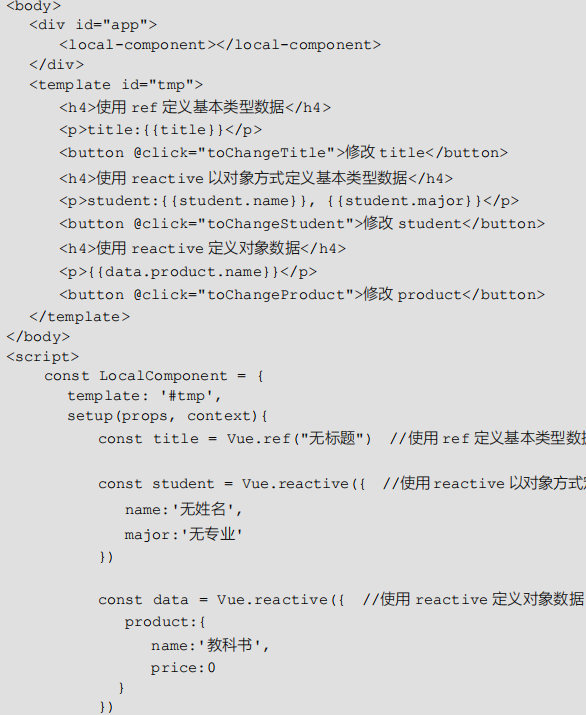 <body>
<div id="app">
<local-component></local-component>
</div>
<template id="tmp">
<h4>使用 ref 定义基本类型数据</h4>
<p>title:{{title}}</p>
<button @click="toChangeTitle">修改 title</button>
<h4>使用 reactive 以对象方式定义基本类型数据</h4>
<p>student:{{student.name}}, {{student.major}}</p>
<button @click="toChangeStudent">修改 student</button>
<h4>使用 reactive 定义对象数据</h4>
<p>{{data.product.name}}</p>
<button @click="toChangeProduct">修改 product</button>
</template>
</body>
<script>
const LocalComponent = {
template: '#tmp',
setup(props, context){
const title = Vue.ref("无标题") //使用 ref 定义基本类型数
const student = Vue.reactive({ //使用 reactive 以对象方式
name:'无姓名',
major:'无专业'
})
const data = Vue.reactive({ //使用 reactive 定义对象数据
product:{
name:'教科书',
price:0
}
})